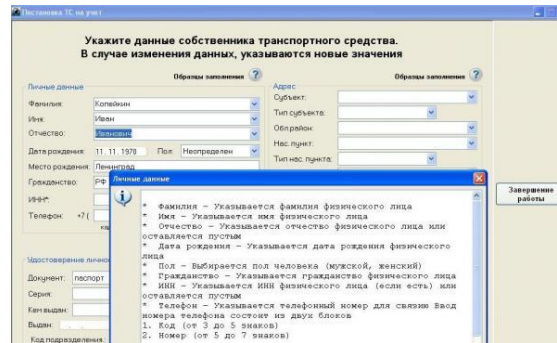 Постановка ТС на учет
Укажите данные собственника транспортного средства.
В случае изменения данных, указываются новые значения
Образцы заполнения ?
Образцы заполнения ?
Личные данные
Фамилия: Копейкин
Имя: Иван
Отчество: Иванович
Дата рождения: 11.11.1970 Пол: Неопределен
Место рождения: Ленинград
Гражданство: РФ
ИНН*:
Телефон: +7 (
Адрес
Субъект:
Тип субъекта:
Обл.район:
Нас.пункт:
Тип нас. пункта:
Завершение
работы
Личные данные
* Фамилия – Указывается фамилия физического лица
* Имя – Указывается имя физического лица
* Отчество – Указывается отчество физического лица или
оставляется пустым
* Дата рождения – Указывается дата рождения физического
лица
* Пол – Выбирается пол человека (мужской, женский)
* Гражданство – Указывается гражданство физического лица
* ИНН – Указывается ИНН физического лица (если есть) или
оставляется пустым
* Телефон – Указывается телефонный номер для связи Ввод
номера телефона состоит из двух блоков
1. Код (от 3 до 5 знаков)
2. Номер (от 5 до 7 знаков)
Удостоверение лично
Документ: паспорт
Серия:
Кем выдан:
Выдан:
Код подразделения: